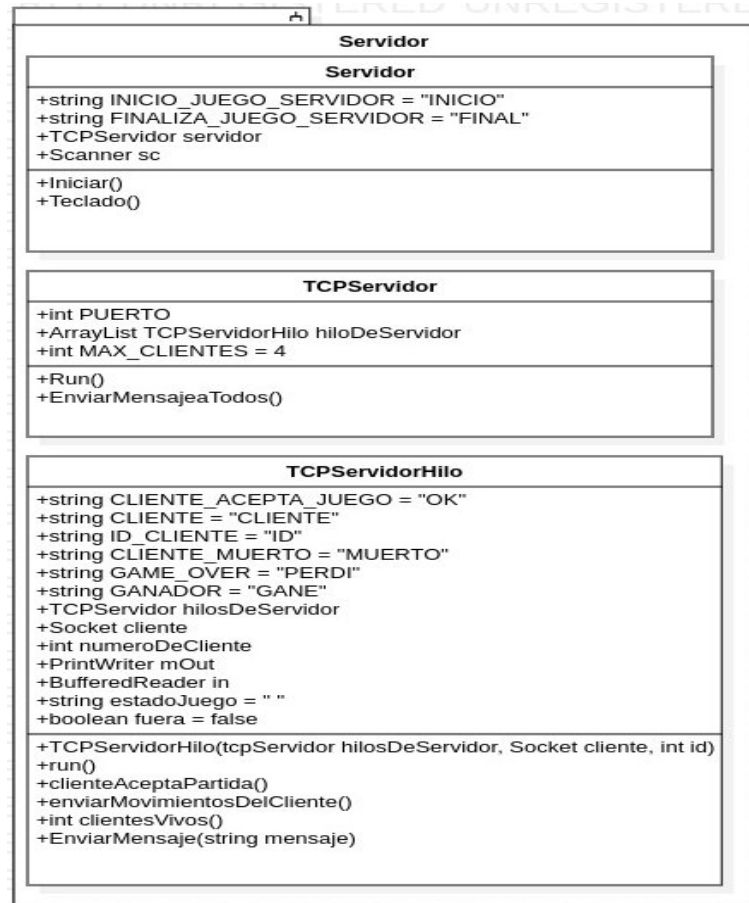 UNREGISTERED
Servidor
Servidor
+string INICIO_JUEGO_SERVIDOR = "INICIO"
+string FINALIZA_JUEGO_SERVIDOR = "FINAL"
+TCPServidor servidor
+Scanner sc
+Iniciar()
+Teclado()
TCPServidor
+int PUERTO
+ArrayList TCPServidorHilo hiloDeServidor
+int MAX_CLIENTES = 4
+Run()
+EnviarMensajeaTodos()
TCPServidorHilo
+string CLIENTE_ACEPTA_JUEGO = "OK"
+string CLIENTE = "CLIENTE"
+string ID_CLIENTE = "ID"
+string CLIENTE_MUERTO = "MUERTO"
+string GAME_OVER = "PERDI"
+string GANADOR = "GANE"
+TCPServidor hilosDeServidor
+Socket cliente
+int numeroDeCliente
+PrintWriter mOut
+BufferedReader in
+string estadoJuego = " "
+boolean fuera = false
+TCPServidorHilo(tcpServidor hilosDeServidor, Socket cliente, int id)
+run()
+clienteAceptaPartida()
+enviarMovimientosDelCliente()
+int clientesVivos()
+EnviarMensaje(string mensaje)